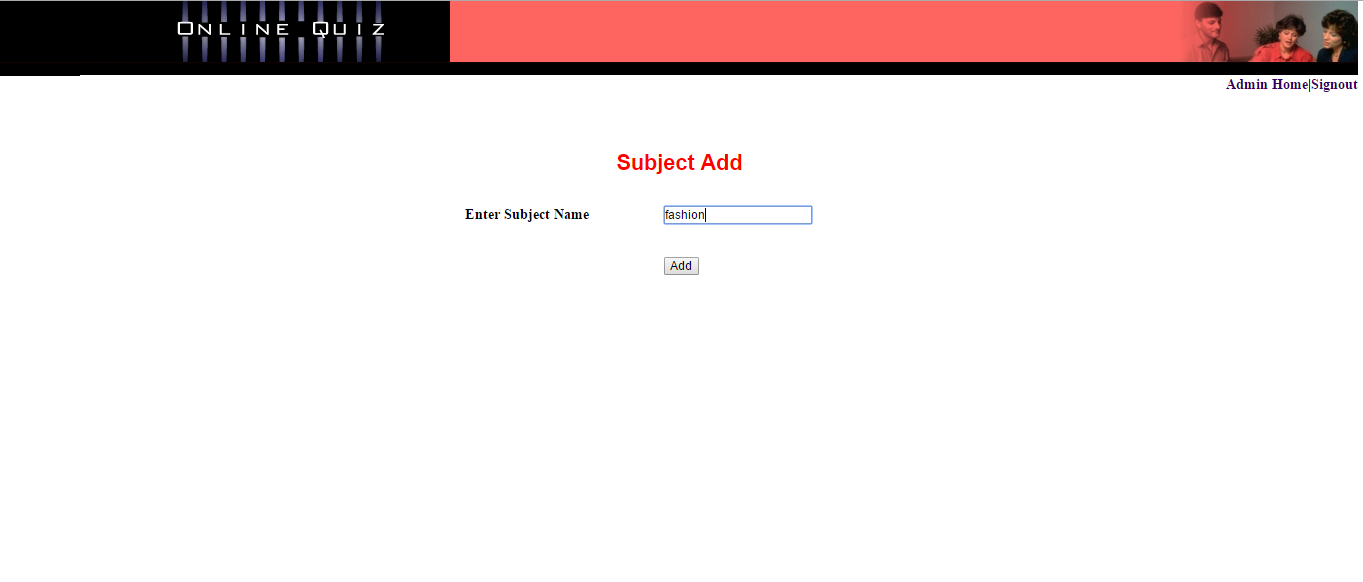 ONLINE QUIZ
Admin Home|Signout
Subject Add
Enter Subject Name fashion
Add